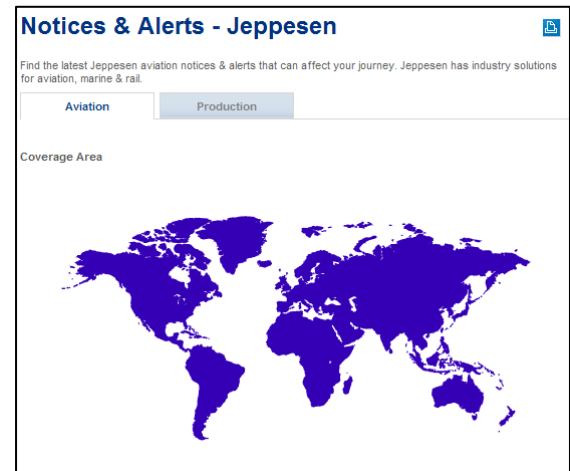 Notices & Alerts - Jeppesen
Find the latest Jeppesen aviation notices & alerts that can affect your journey. Jeppesen has industry solutions
for aviation, marine & rail.
Aviation
Production
Coverage Area